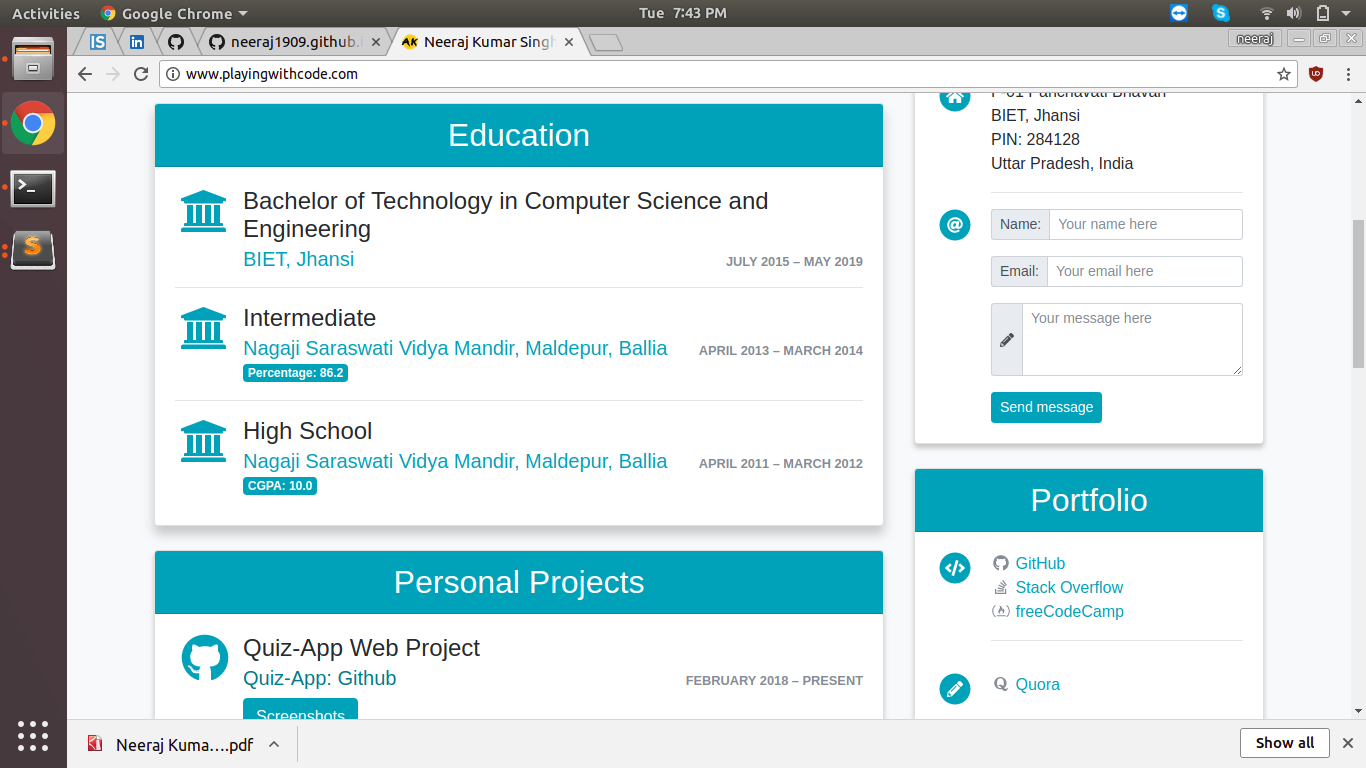 Activities
Google Chrome
Tue 7:43 PM
neeraj1909.github.
Neeraj Kumar Singh
neeraj
www.playingwithcode.com
Education
Bachelor of Technology in Computer Science and
Engineering
BIET, Jhansi
JULY 2015 – MAY 2019
Intermediate
Nagaji Saraswati Vidya Mandir, Maldepur, Ballia
APRIL 2013 – MARCH 2014
Percentage: 86.2
High School
Nagaji Saraswati Vidya Mandir, Maldepur, Ballia
APRIL 2011 – MARCH 2012
CGPA: 10.0
Personal Projects
Quiz-App Web Project
Quiz-App: Github
FEBRUARY 2018 – PRESENT
Screenshots
Panchavati Bhavan
BIET, Jhansi
PIN: 284128
Uttar Pradesh, India
Name:
Your name here
Email:
Your email here
Your message here
Send message
Portfolio
GitHub
Stack Overflow
freeCodeCamp
Quora
Neeraj Kuma....pdf
Show all